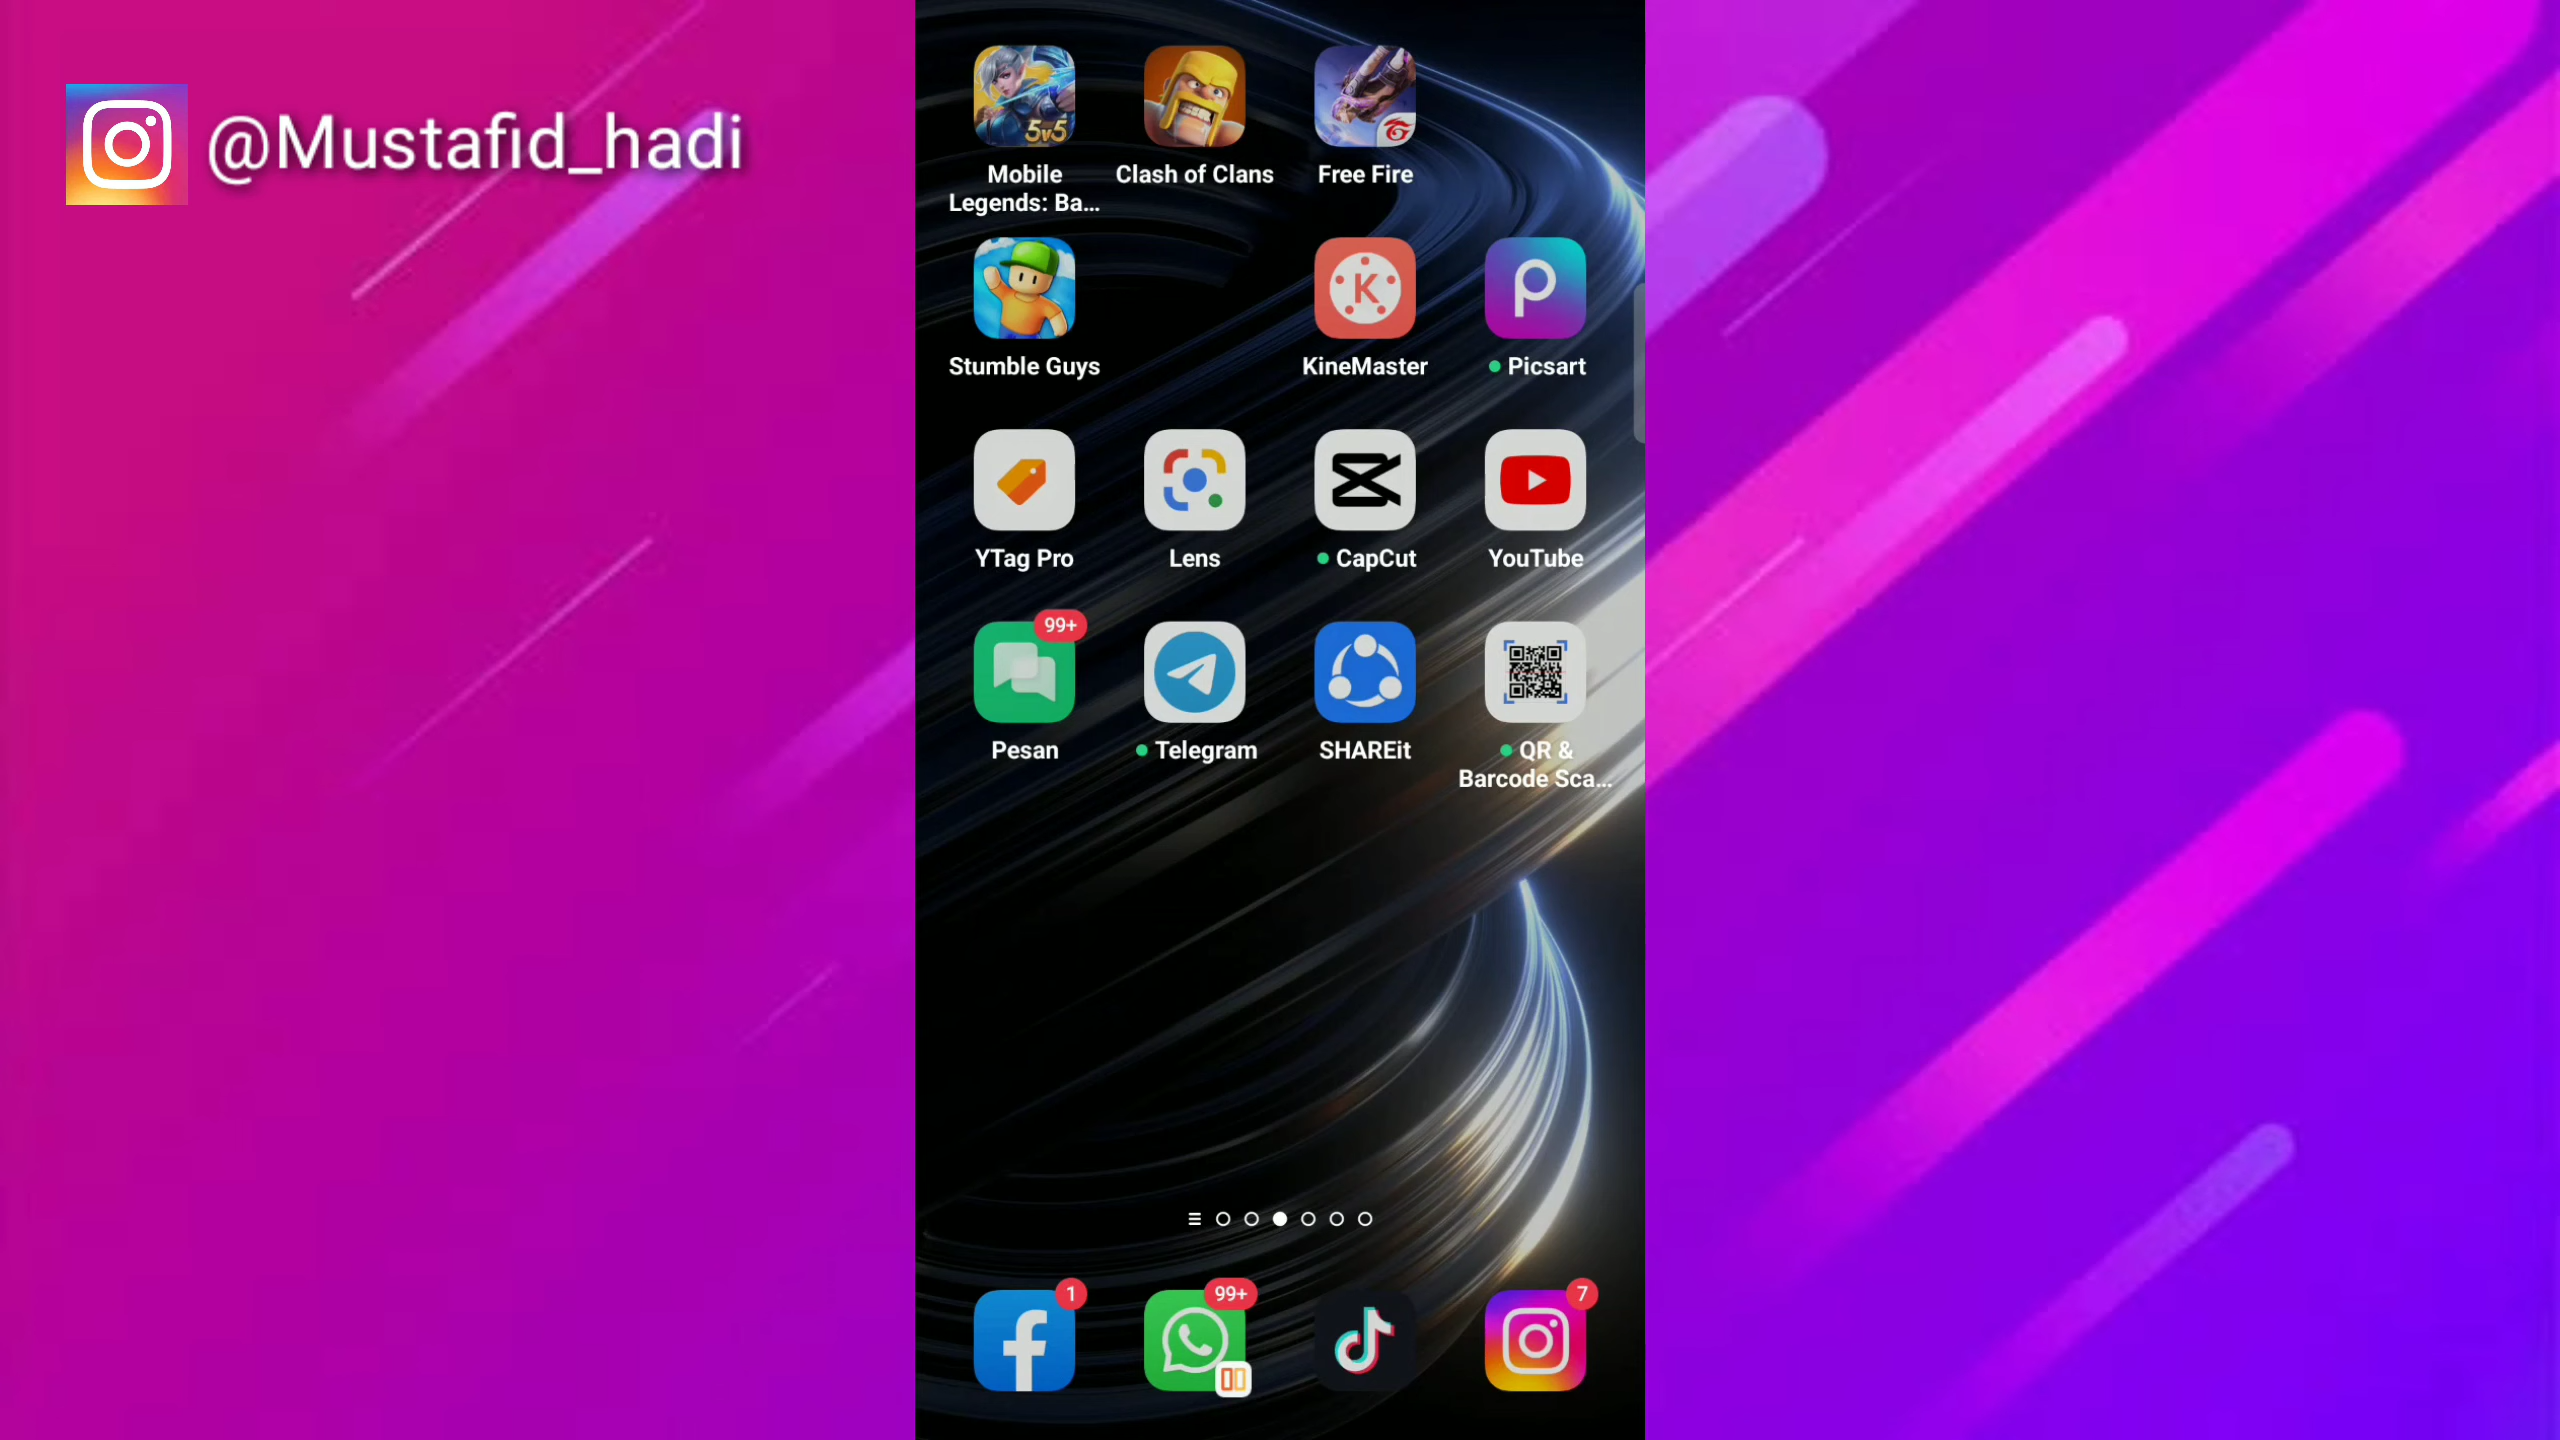 @Mustafid_hadi
5v5
Mobile
Legends: Ba...
Clash of Clans
Free Fire
Stumble Guys
K
KineMaster
Picsart
YTag Pro
Lens
CapCut
YouTube
99+
Pesan
Telegram
SHAREit
QR &
Barcode Sca...
1
99+
7